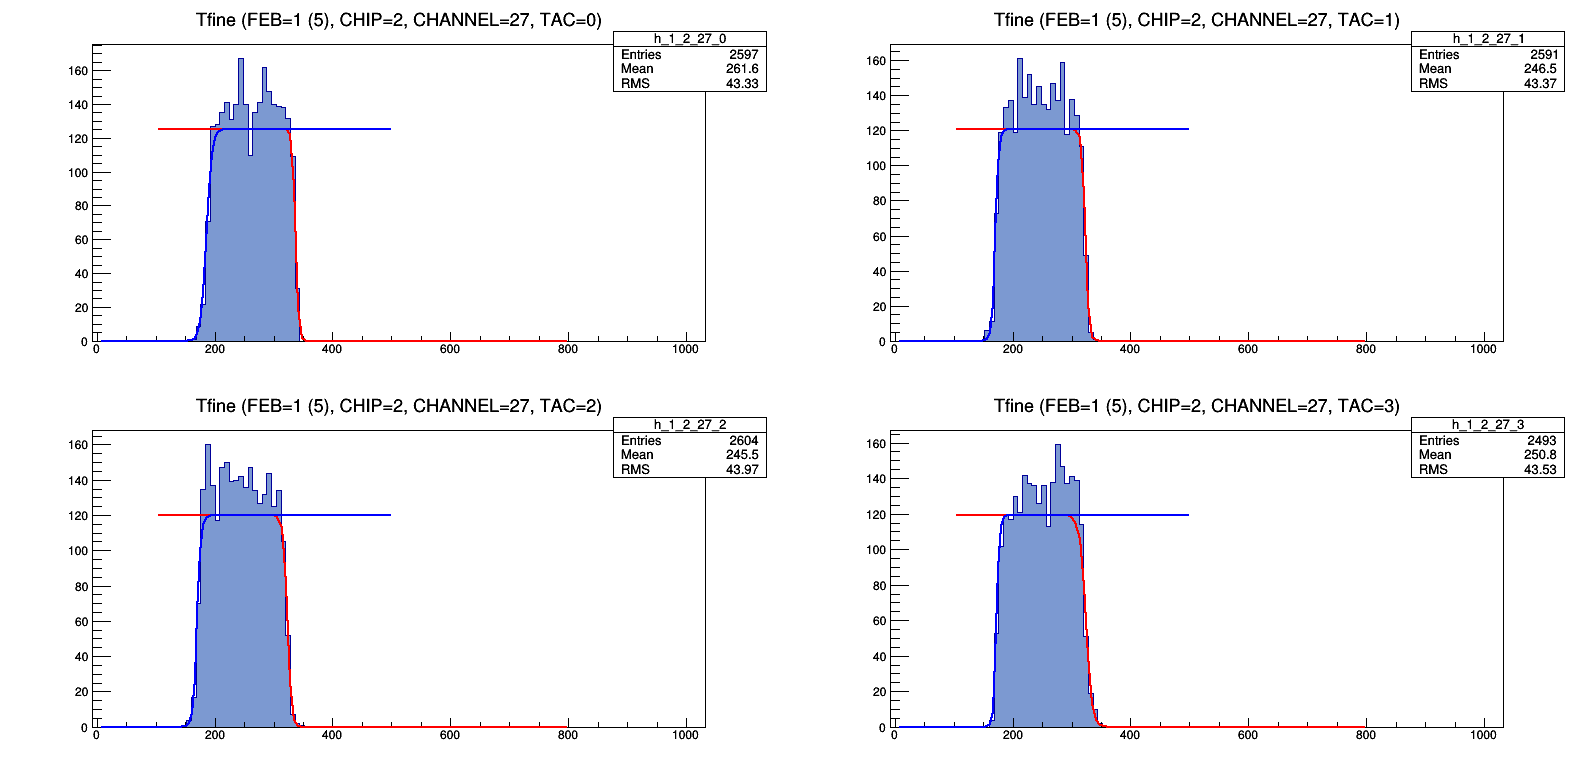 Tfine (FEB=1 (5), CHIP=2, CHANNEL=27, TAC=0)
h_1_2_27_0
Entries 2597
Mean 261.6
RMS 43.33
160
140
120
100
80
60
40
20
0
0 200 400 600 800 1000
Tfine (FEB=1 (5), CHIP=2, CHANNEL=27, TAC=1)
h_1_2_27_1
Entries 2591
Mean 246.5
RMS 43.37
160
140
120
100
80
60
40
20
0
0 200 400 600 800 1000
Tfine (FEB=1 (5), CHIP=2, CHANNEL=27, TAC=2)
h_1_2_27_2
Entries 2604
Mean 245.5
RMS 43.97
160
140
120
100
80
60
40
20
0
0 200 400 600 800 1000
Tfine (FEB=1 (5), CHIP=2, CHANNEL=27, TAC=3)
h_1_2_27_3
Entries 2493
Mean 250.8
RMS 43.53
160
140
120
100
80
60
40
20
0
0 200 400 600 800 1000